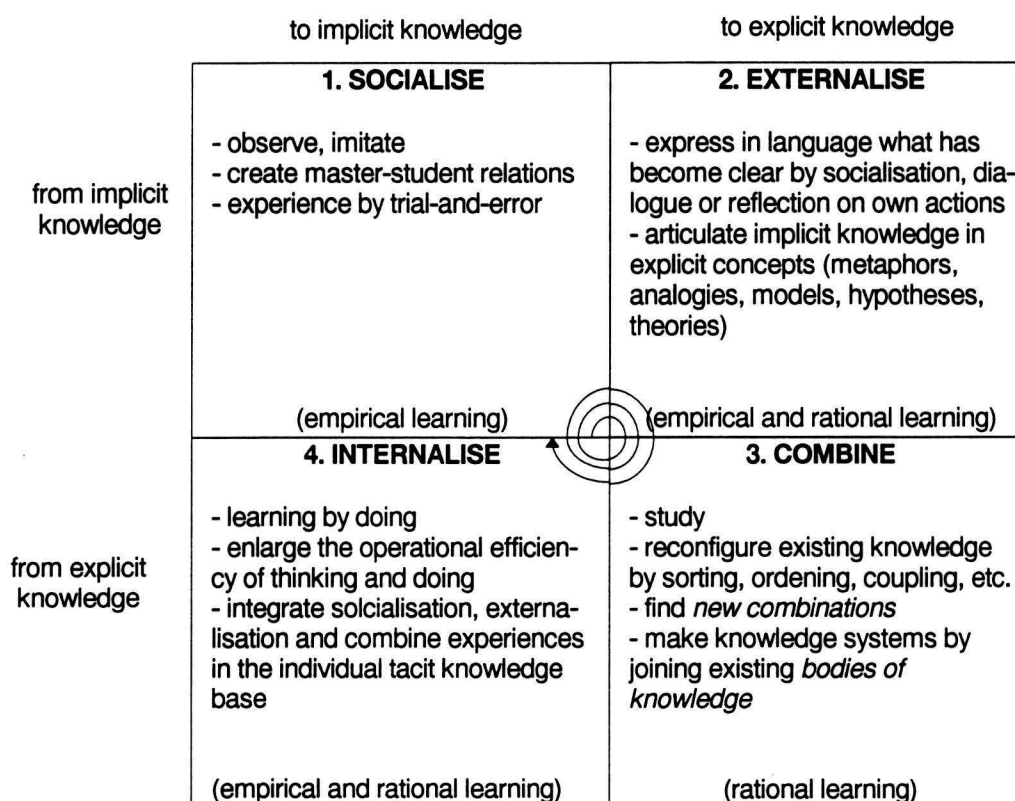 to implicit knowledge
to explicit knowledge
from implicit
knowledge
1. SOCIALISE
- observe, imitate
- create master-student relations
- experience by trial-and-error
(empirical learning)
2. EXTERNALISE
- express in language what has
become clear by socialisation, dia-
logue or reflection on own actions
- articulate implicit knowledge in
explicit concepts (metaphors,
analogies, models, hypotheses,
theories)
(empirical and rational learning)
from explicit
knowledge
4. INTERNALISE
- learning by doing
- enlarge the operational efficien-
cy of thinking and doing
- integrate solcialisation, externa-
lisation and combine experiences
in the individual tacit knowledge
base
(empirical and rational learning)
3. COMBINE
- study
- reconfigure existing knowledge
by sorting, ordening, coupling, etc.
- find new combinations
- make knowledge systems by
joining existing bodies of
knowledge
(rational learning)